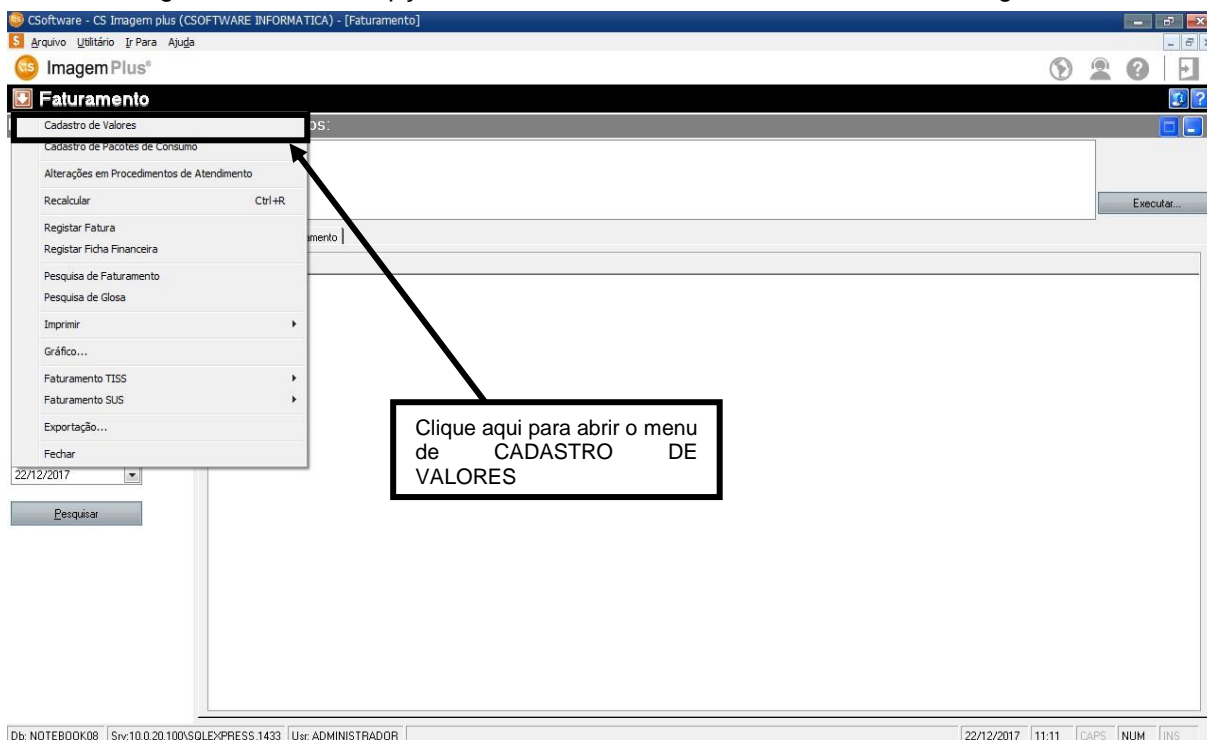 CSoftware - CS Imagem plus (CSOFTWARE INFORMATICA) - [Faturamento]
Arquivo Utilitário Ir Para Ajuda
ImagemPlus®
Faturamento
Cadastro de Valores
os:
Cadastro de Pacotes de Consumo
Alterações em Procedimentos de Atendimento
Recalcular Ctrl+R
Executar...
Registar Fatura
amento
Registar Ficha Financeira
Pesquisa de Faturamento
Pesquisa de Glosa
Imprimir
Gráfico...
Faturamento TISS
Faturamento SUS
Exportação...
Fechar
Clique aqui para abrir o menu
de CADASTRO DE
VALORES
22/12/2017
Pesquisar
Db: NOTEBOOK08 Srv:10.0.20.100\SQLEXPRESS,1433 Usr: ADMINISTRADOR 22/12/2017 11:11 CAPS NUM INS